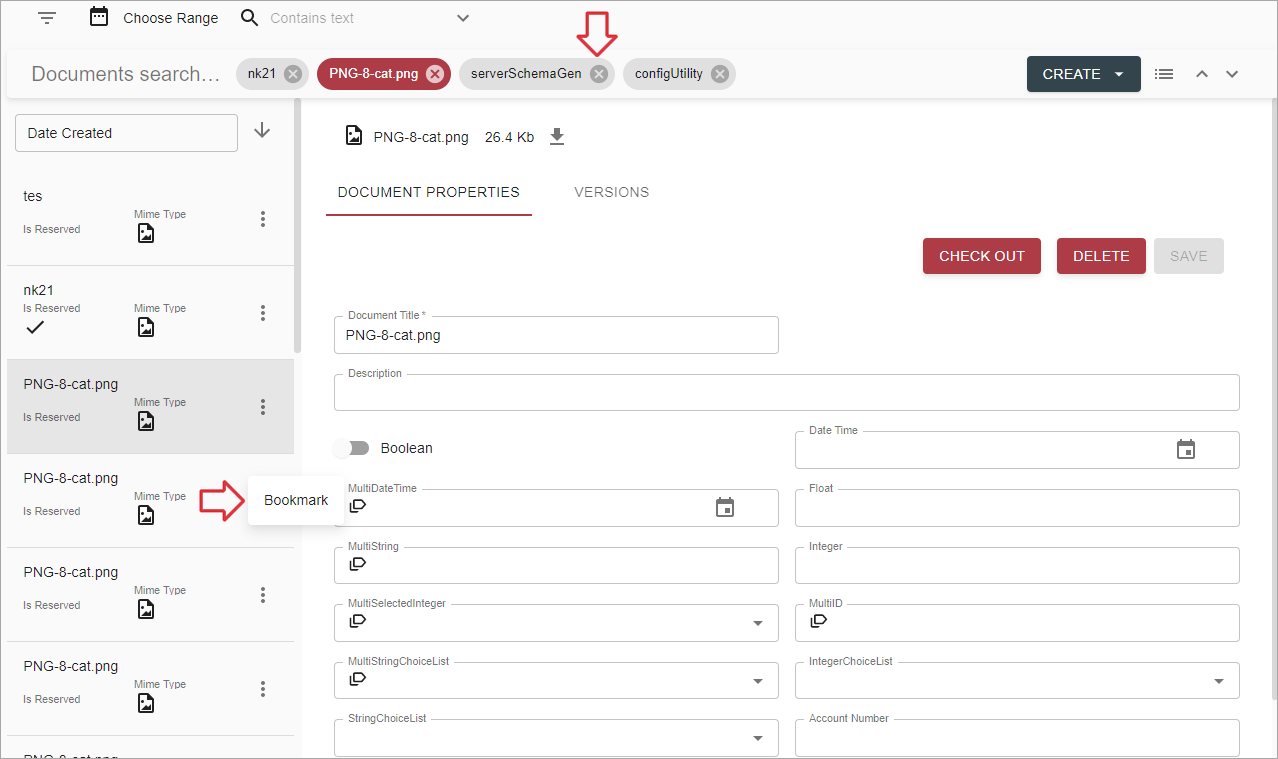 Choose Range
Contains text
Documents search...
nk21
PNG-8-cat.png
serverSchemaGen
configUtility
CREATE
Date Created
tes
Is Reserved
Mime Type
nk21
Is Reserved
Mime Type
PNG-8-cat.png
Is Reserved
Mime Type
PNG-8-cat.png
Is Reserved
Mime Type
Bookmark
PNG-8-cat.png
Is Reserved
Mime Type
PNG-8-cat.png
Is Reserved
Mime Type
PNG-8-cat.png
PNG-8-cat.png 26.4 Kb
DOCUMENT PROPERTIES
VERSIONS
CHECK OUT
DELETE
SAVE
Document Title *
PNG-8-cat.png
Description
Boolean
Date Time
MultiDateTime
Float
MultiString
Integer
MultiSelectedInteger
MultiID
MultiStringChoiceList
IntegerChoiceList
StringChoiceList
Account Number